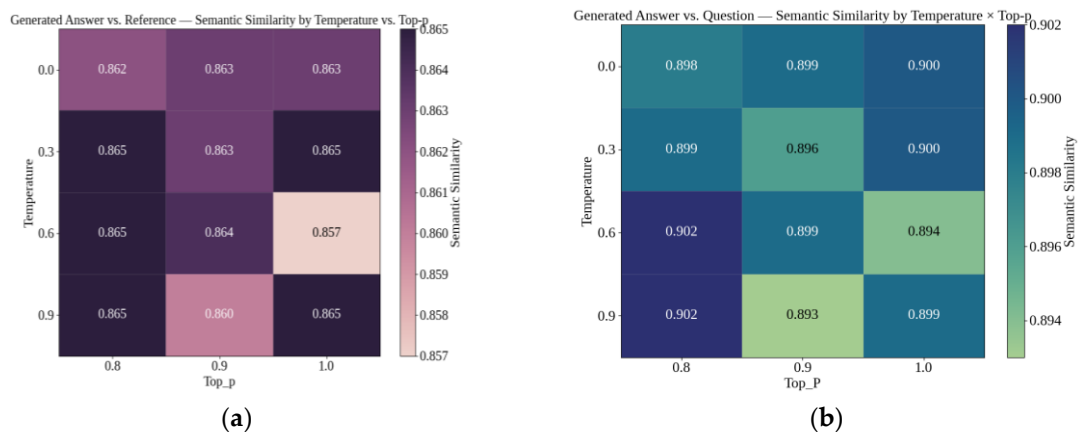 Generated Answer vs. Reference — Semantic Similarity by Temperature vs. Top-p
0.0
0.3
0.6
0.9
Temperature
0.862 0.863 0.863
0.865 0.863 0.865
0.865 0.864 0.857
0.865 0.860 0.865
0.8 0.9 1.0
Top_p
0.865
0.864
0.863
0.862
0.861
0.860
0.859
0.858
0.857
Semantic Similarity
(a)
Generated Answer vs. Question — Semantic Similarity by Temperature × Top-p
0.0
0.3
0.6
0.9
Temperature
0.898 0.899 0.900
0.899 0.896 0.900
0.902 0.899 0.894
0.902 0.893 0.899
0.8 0.9 1.0
Top_P
0.902
0.900
0.898
0.896
0.894
Semantic Similarity
(b)